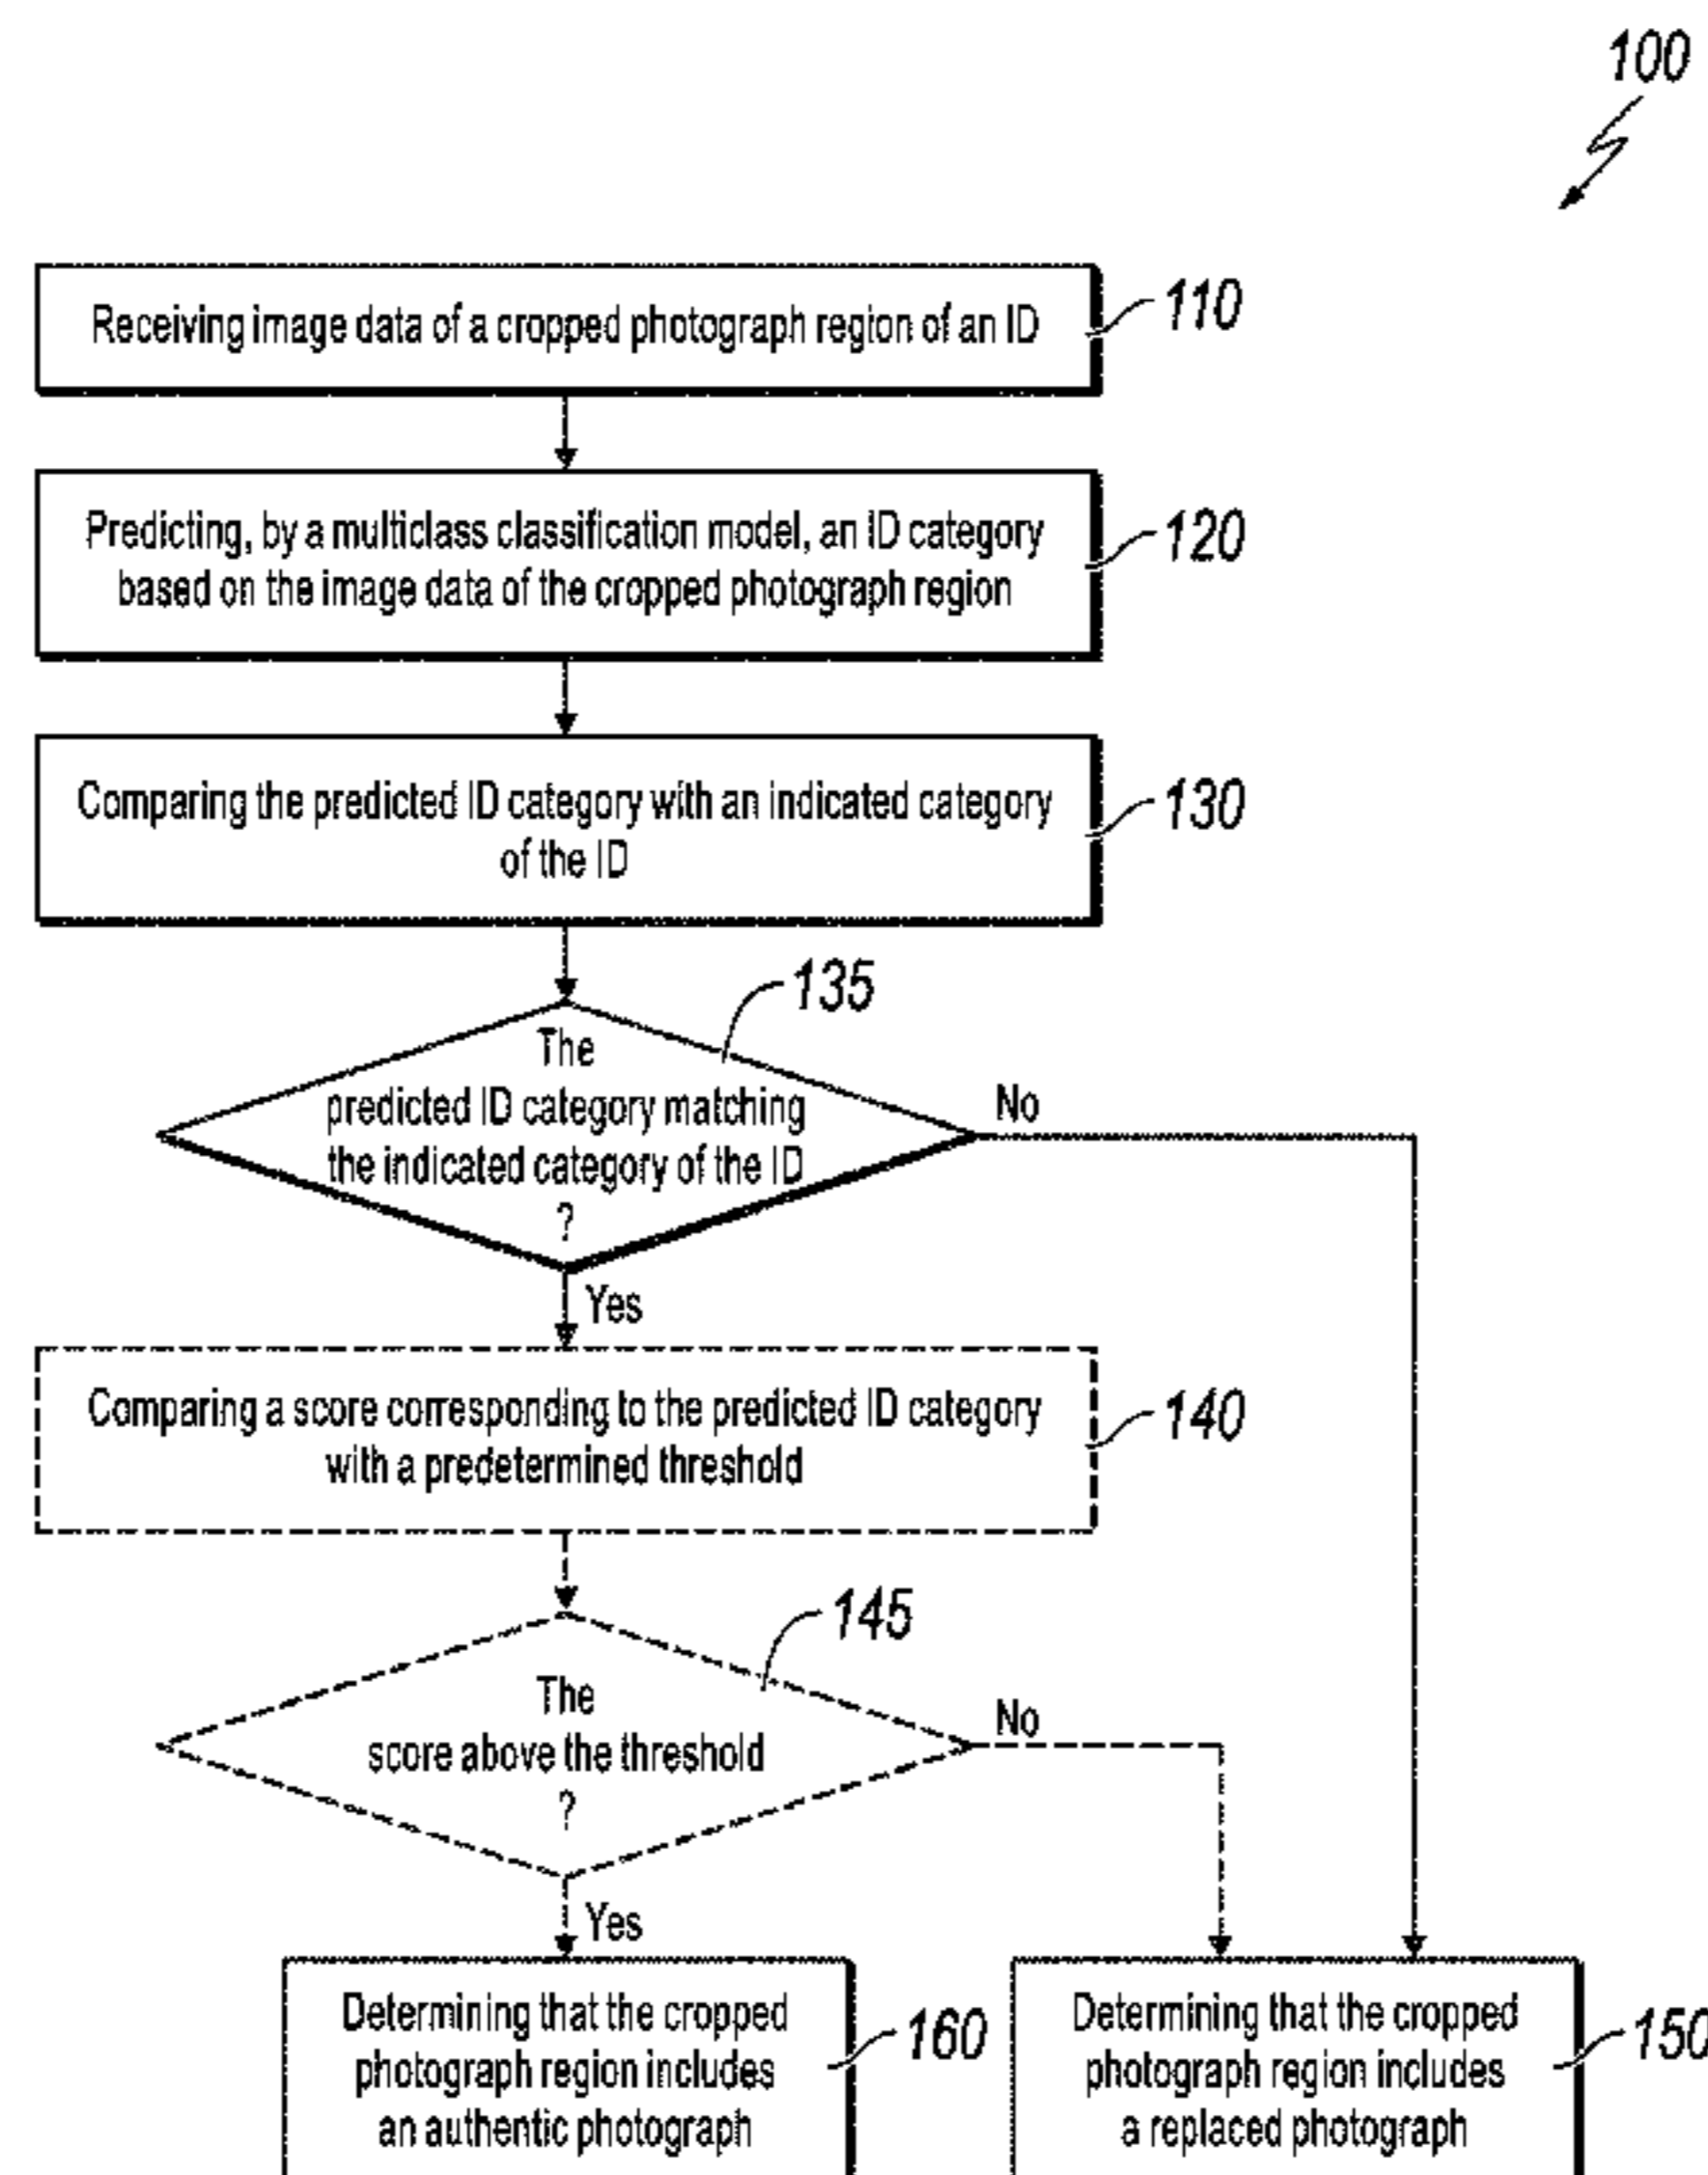 100
Receiving image data of a cropped photograph region of an ID
110
Predicting, by a multiclass classification model, an ID category
based on the image data of the cropped photograph region
120
Comparing the predicted ID category with an indicated category
of the ID
130
135
The
predicted ID category matching
the indicated category of the ID
?
No
Yes
Comparing a score corresponding to the predicted ID category
with a predetermined threshold
140
145
The
score above the threshold
?
No
Yes
Determining that the cropped
photograph region includes
an authentic photograph
160
Determining that the cropped
photograph region includes
a replaced photograph
150